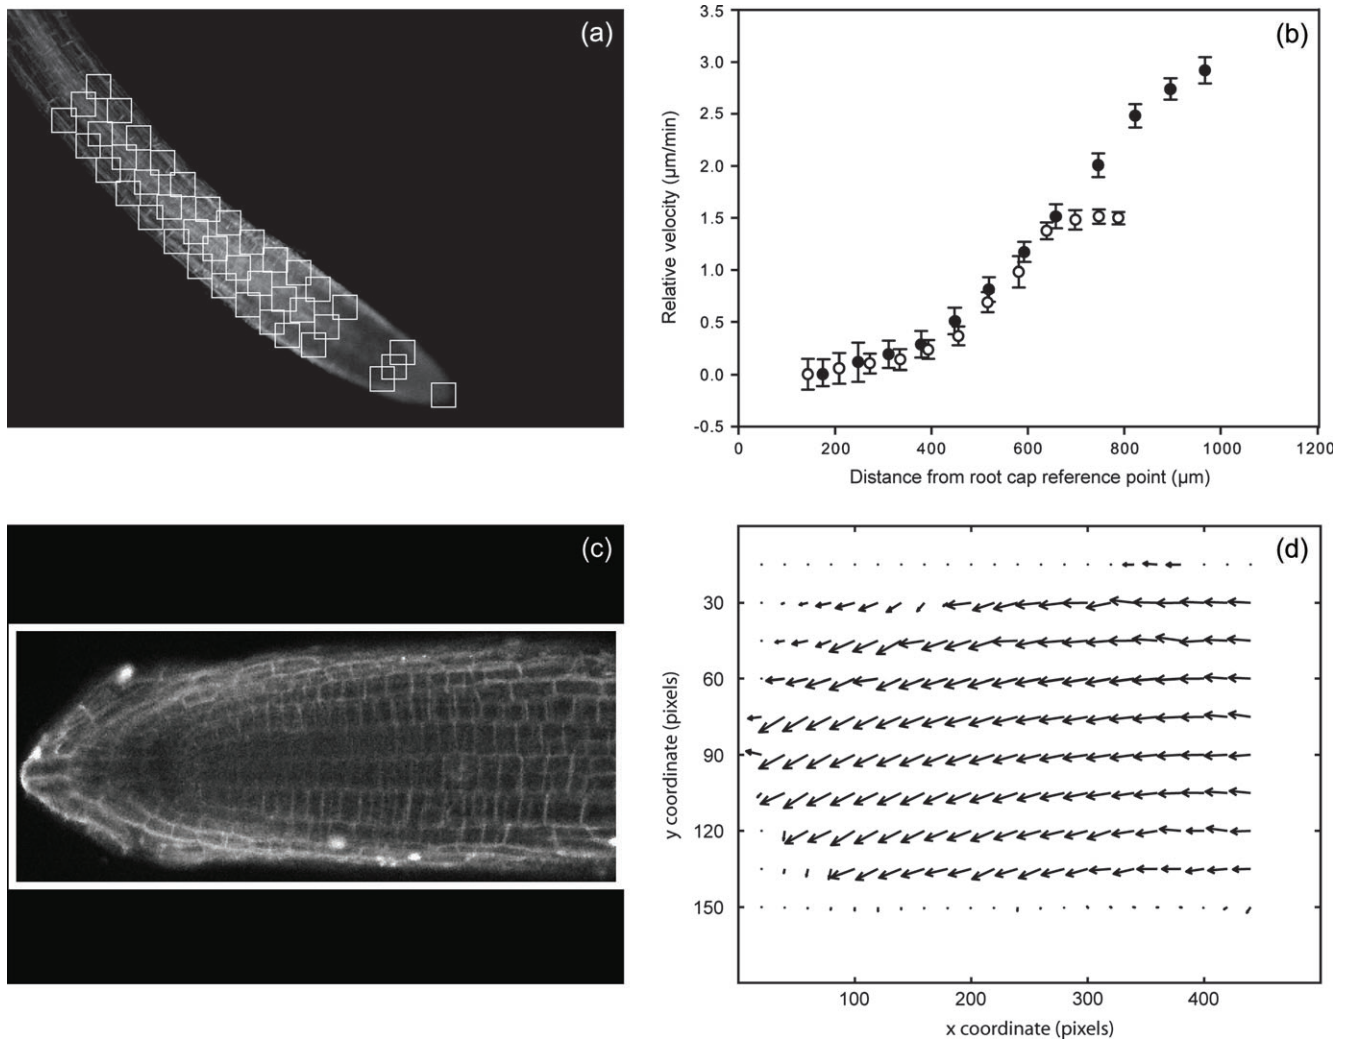 (a)
(b)
3.5
3.0
2.5
2.0
1.5
1.0
0.5
0.0
-0.5
Relative velocity (µm/min)
0 200 400 600 800 1000 1200
Distance from root cap reference point (µm)
(c)
(d)
30
60
90
120
150
y coordinate (pixels)
100 200 300 400
x coordinate (pixels)